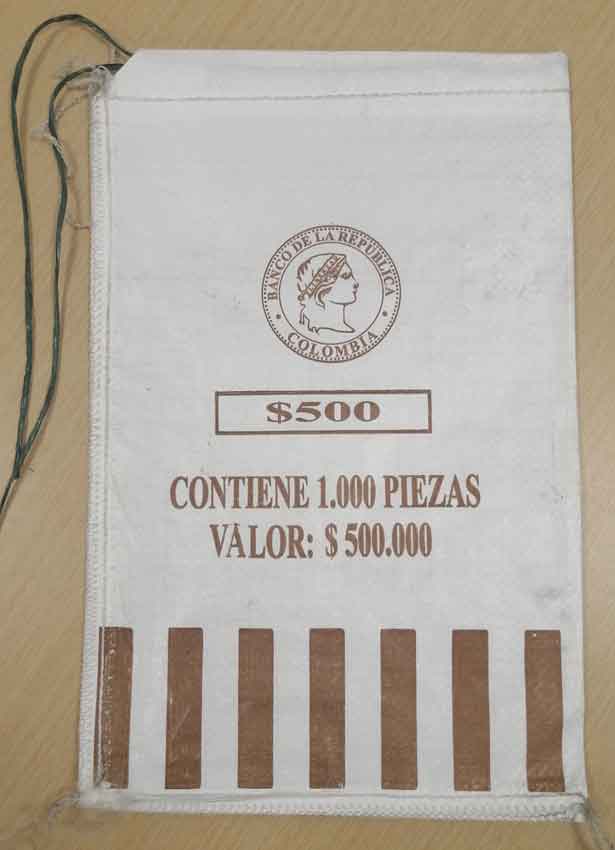 BANCO DE LA REPUBLICA
COLOMBIA
$500
CONTIENE 1.000 PIEZAS
VALOR: $ 500.000